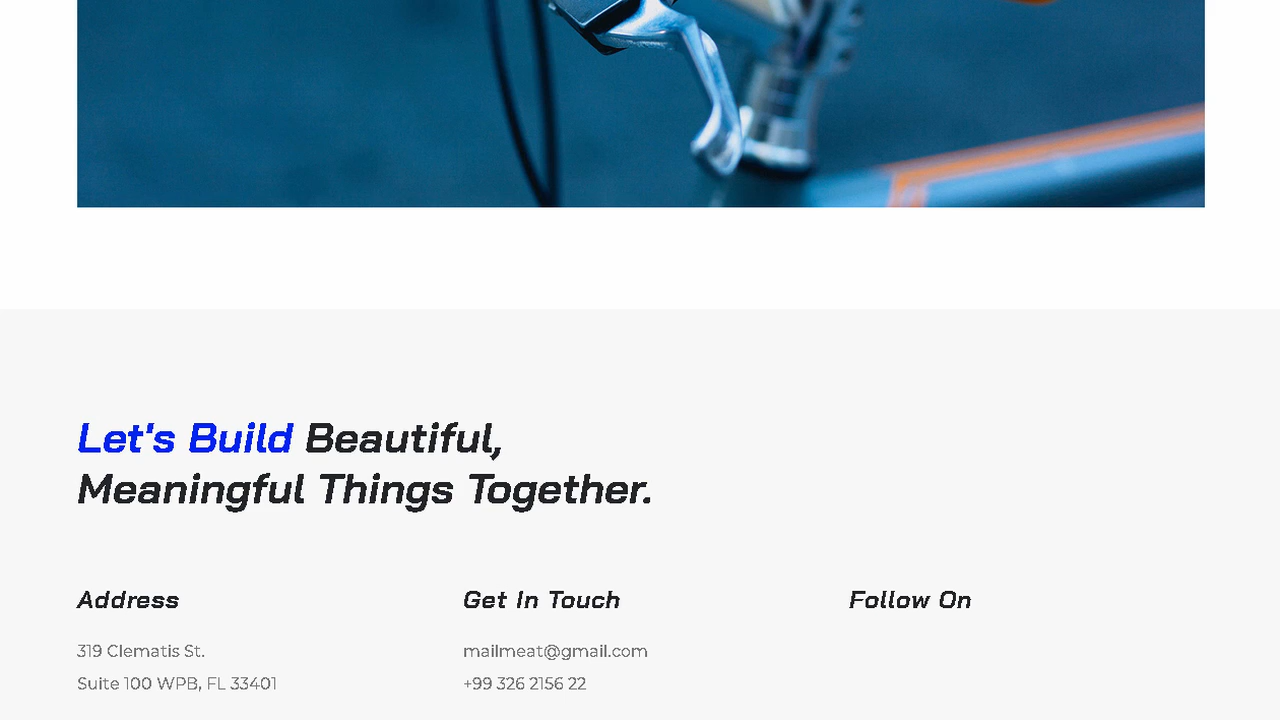 Let's Build Beautiful,
Meaningful Things Together.
Address
319 Clematis St.
Suite 100 WPB, FL 33401
Get In Touch
mailmeat@gmail.com
+99 326 2156 22
Follow On